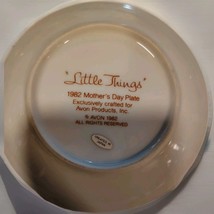 "Little Things"
1982 Mother's Day Plate
Exclusively crafted for
Avon Products, Inc.
© AVON 1982
ALL RIGHTS RESERVED